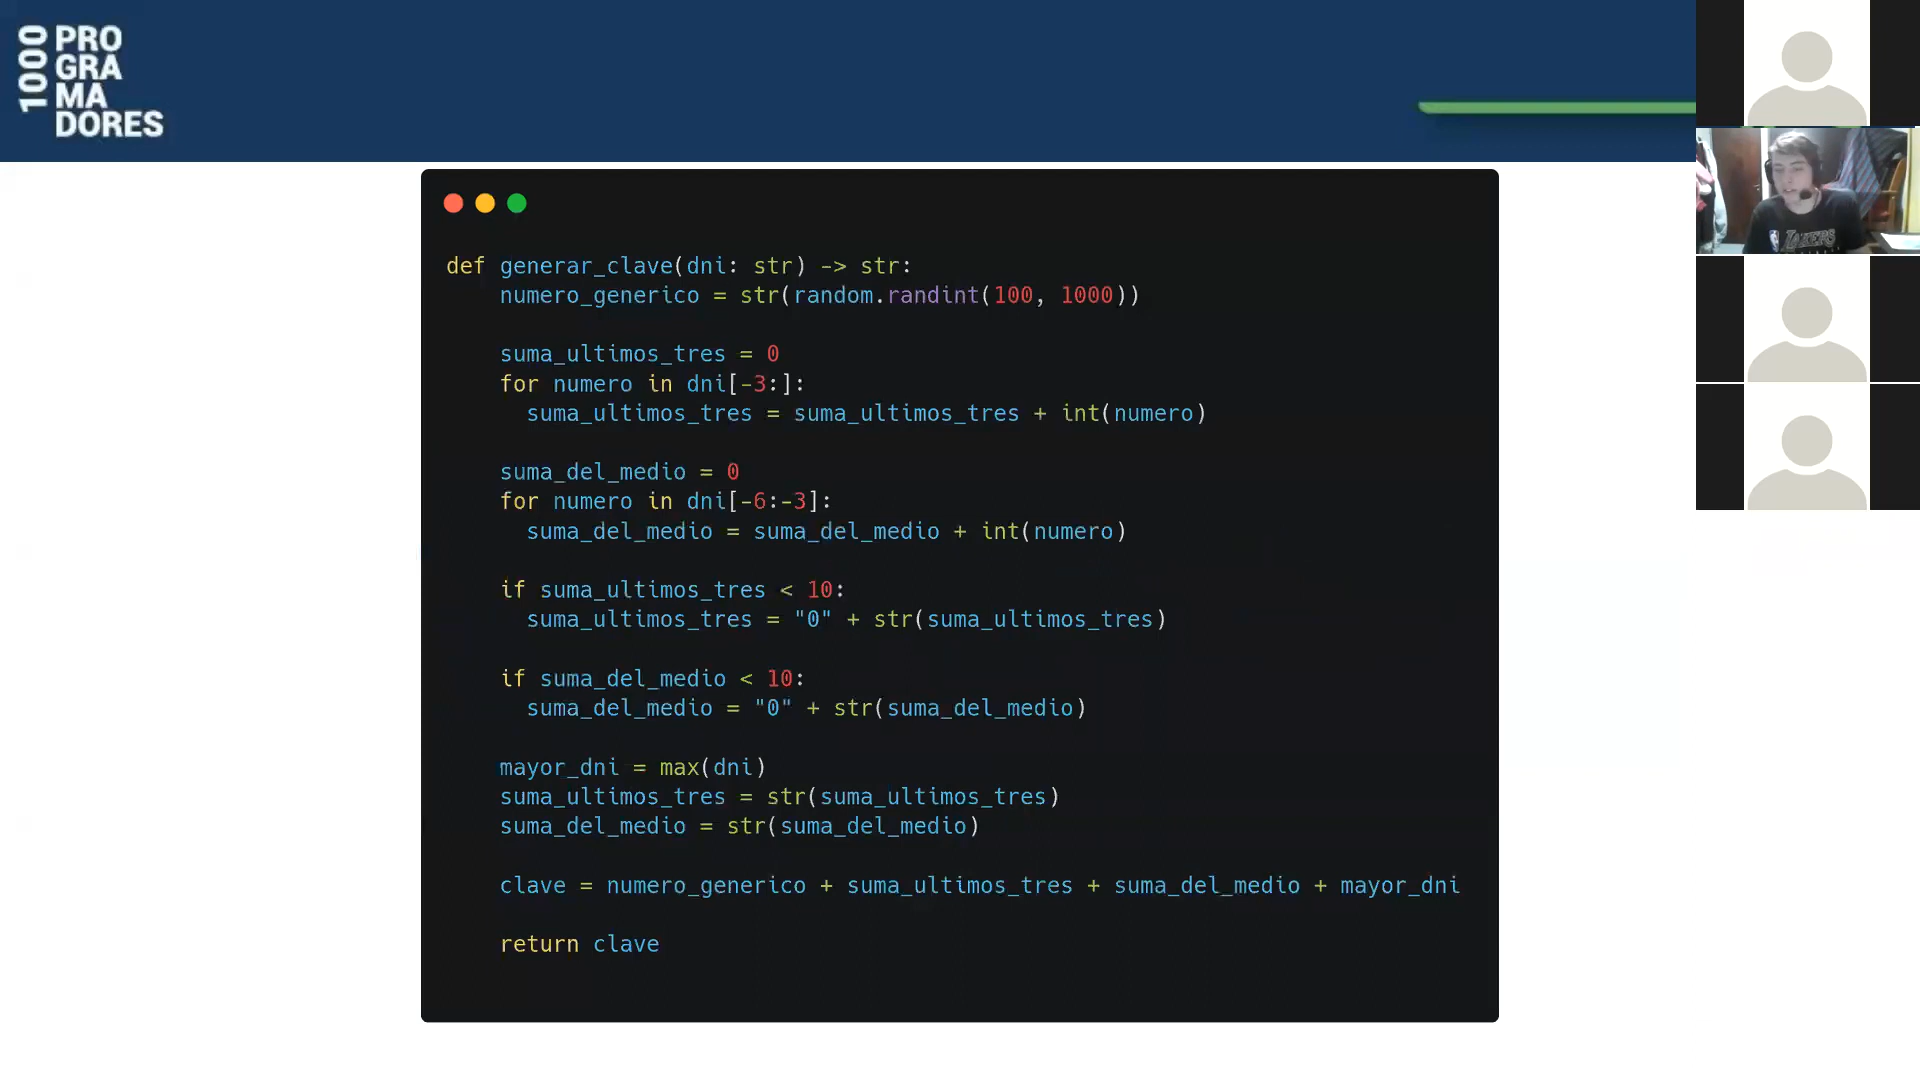 1000
PRO
GRA
MA
DORES
def generar_clave(dni: str) -> str:
    numero_generico = str(random.randint(100, 1000))
    suma_ultimos_tres = 0
    for numero in dni[-3:]:
      suma_ultimos_tres = suma_ultimos_tres + int(numero)
    suma_del_medio = 0
    for numero in dni[-6:-3]:
      suma_del_medio = suma_del_medio + int(numero)
    if suma_ultimos_tres < 10:
      suma_ultimos_tres = "0" + str(suma_ultimos_tres)
    if suma_del_medio < 10:
      suma_del_medio = "0" + str(suma_del_medio)
    mayor_dni = max(dni)
    suma_ultimos_tres = str(suma_ultimos_tres)
    suma_del_medio = str(suma_del_medio)
    clave = numero_generico + suma_ultimos_tres + suma_del_medio + mayor_dni
    return clave
LAKERS